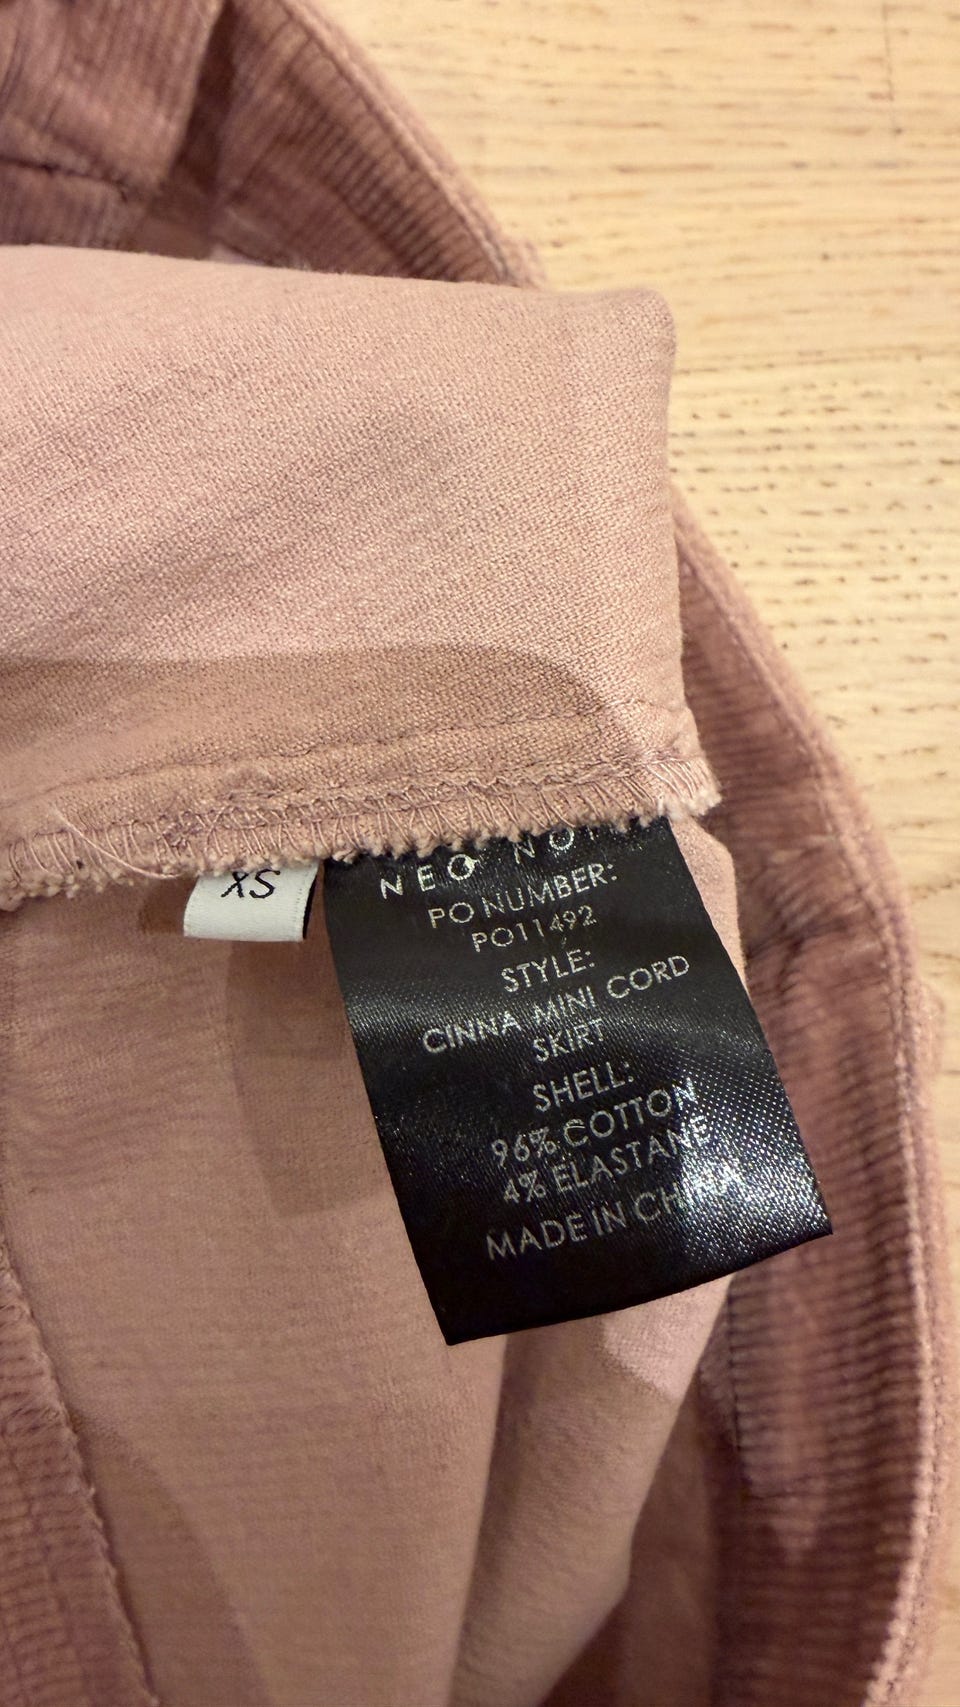 XS
NEO
PO NUMBER:
PO11492
STYLE:
CINNA MINI CORD
SKIRT
SHELL:
96% COTTON
4% ELASTANE
MADE IN CHINA